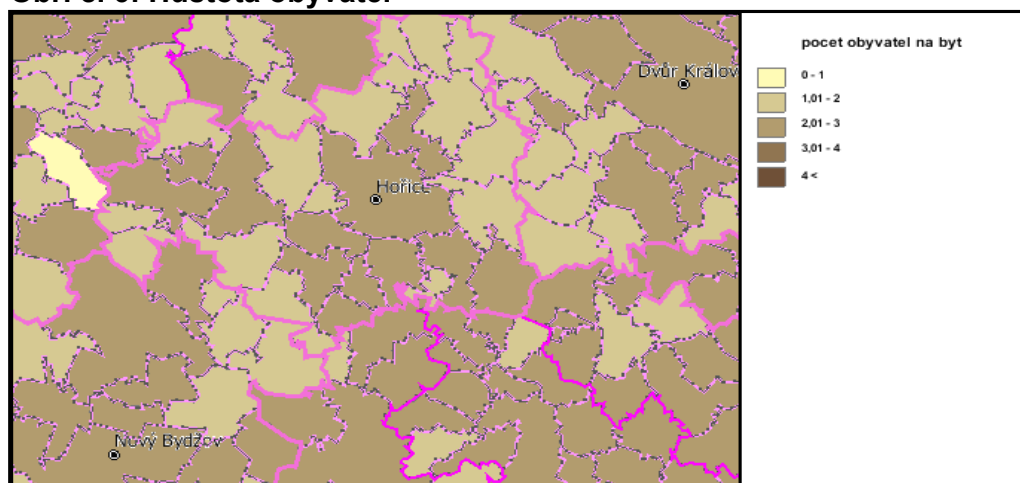 pocet obyvatel na byt
Dvůr Králov
0 - 1
1,01 - 2
2,01 - 3
3,01 - 4
4 <
Hořice
Nový Bydžov